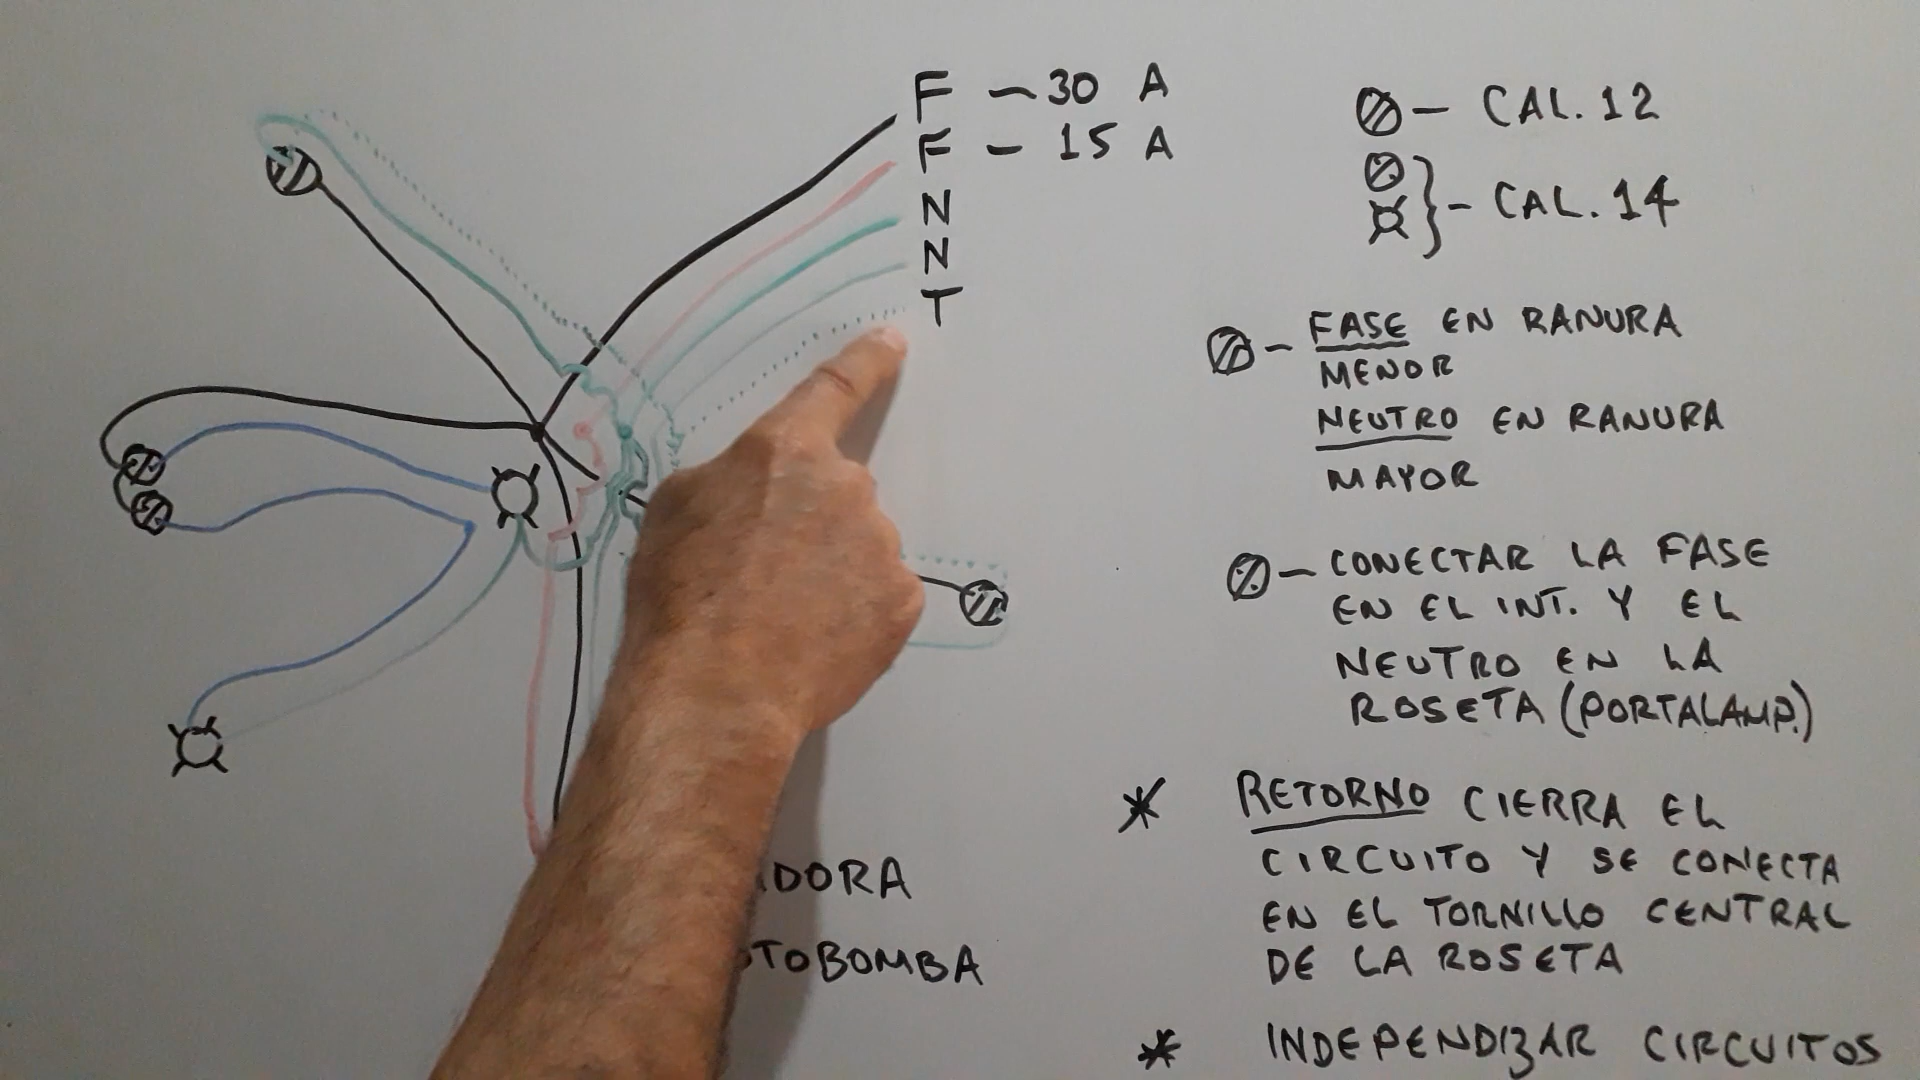 F - 30 A
F - 15 A
N
N
T
- CAL. 12
} - CAL. 14
- FASE EN RANURA
MENOR
NEUTRO EN RANURA
MAYOR
- CONECTAR LA FASE
EN EL INT. Y EL
NEUTRO EN LA
ROSETA (PORTALAMP.)
* RETORNO CIERRA EL
CIRCUITO Y SE CONECTA
EN EL TORNILLO CENTRAL
DE LA ROSETA
* INDEPENDIZAR CIRCUITOS